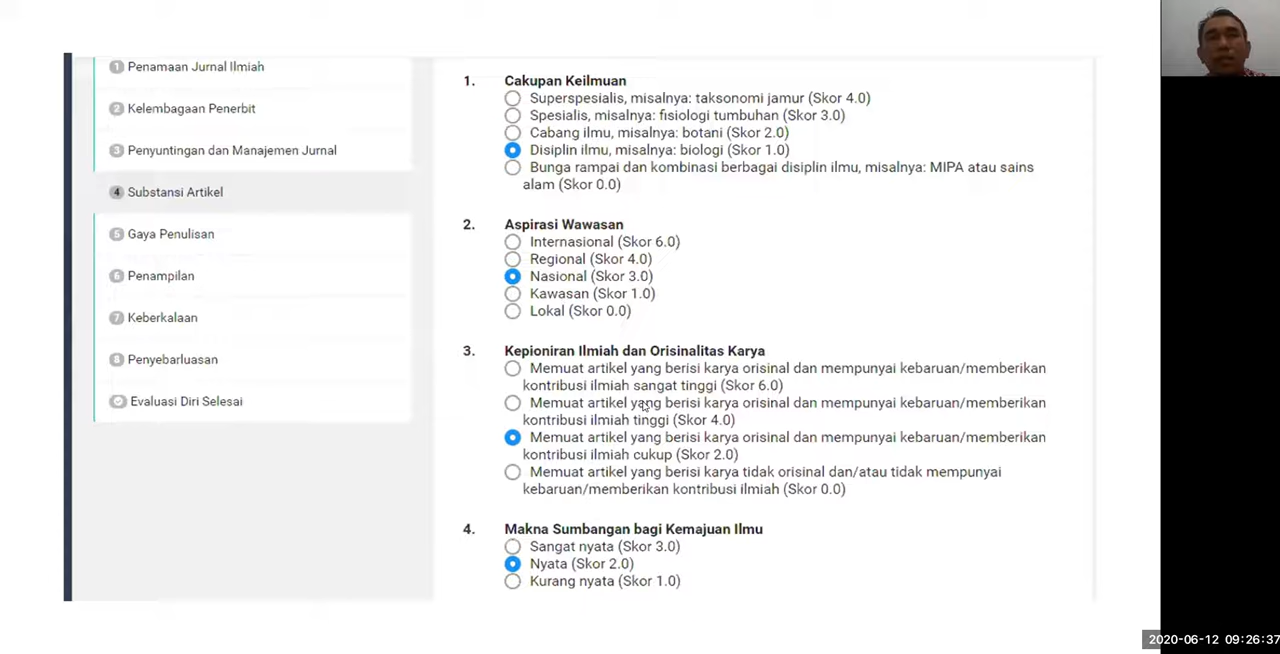 1 Penamaan Jurnal Ilmiah
2 Kelembagaan Penerbit
3 Penyuntingan dan Manajemen Jurnal
4 Substansi Artikel
5 Gaya Penulisan
6 Penampilan
7 Keberkalaan
8 Penyebarluasan
Evaluasi Diri Selesai
1. Cakupan Keilmuan
Superspesialis, misalnya: taksonomi jamur (Skor 4.0)
Spesialis, misalnya: fisiologi tumbuhan (Skor 3.0)
Cabang ilmu, misalnya: botani (Skor 2.0)
Disiplin ilmu, misalnya: biologi (Skor 1.0)
Bunga rampai dan kombinasi berbagai disiplin ilmu, misalnya: MIPA atau sains
alam (Skor 0.0)
2. Aspirasi Wawasan
Internasional (Skor 6.0)
Regional (Skor 4.0)
Nasional (Skor 3.0)
Kawasan (Skor 1.0)
Lokal (Skor 0.0)
3. Kepioniran Ilmiah dan Orisinalitas Karya
Memuat artikel yang berisi karya orisinal dan mempunyai kebaruan/memberikan
kontribusi ilmiah sangat tinggi (Skor 6.0)
Memuat artikel yang berisi karya orisinal dan mempunyai kebaruan/memberikan
kontribusi ilmiah tinggi (Skor 4.0)
Memuat artikel yang berisi karya orisinal dan mempunyai kebaruan/memberikan
kontribusi ilmiah cukup (Skor 2.0)
Memuat artikel yang berisi karya tidak orisinal dan/atau tidak mempunyai
kebaruan/memberikan kontribusi ilmiah (Skor 0.0)
4. Makna Sumbangan bagi Kemajuan Ilmu
Sangat nyata (Skor 3.0)
Nyata (Skor 2.0)
Kurang nyata (Skor 1.0)
2020-06-12 09:26:37